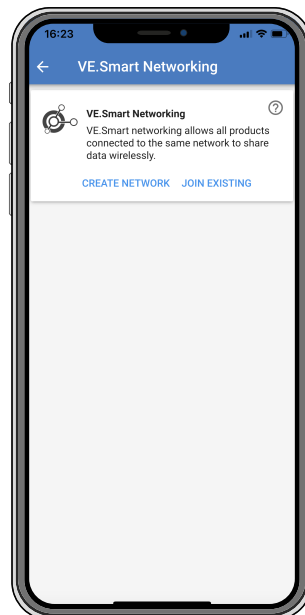 16:23
VE.Smart Networking
VE.Smart Networking
VE.Smart networking allows all products
connected to the same network to share
data wirelessly.
CREATE NETWORK JOIN EXISTING